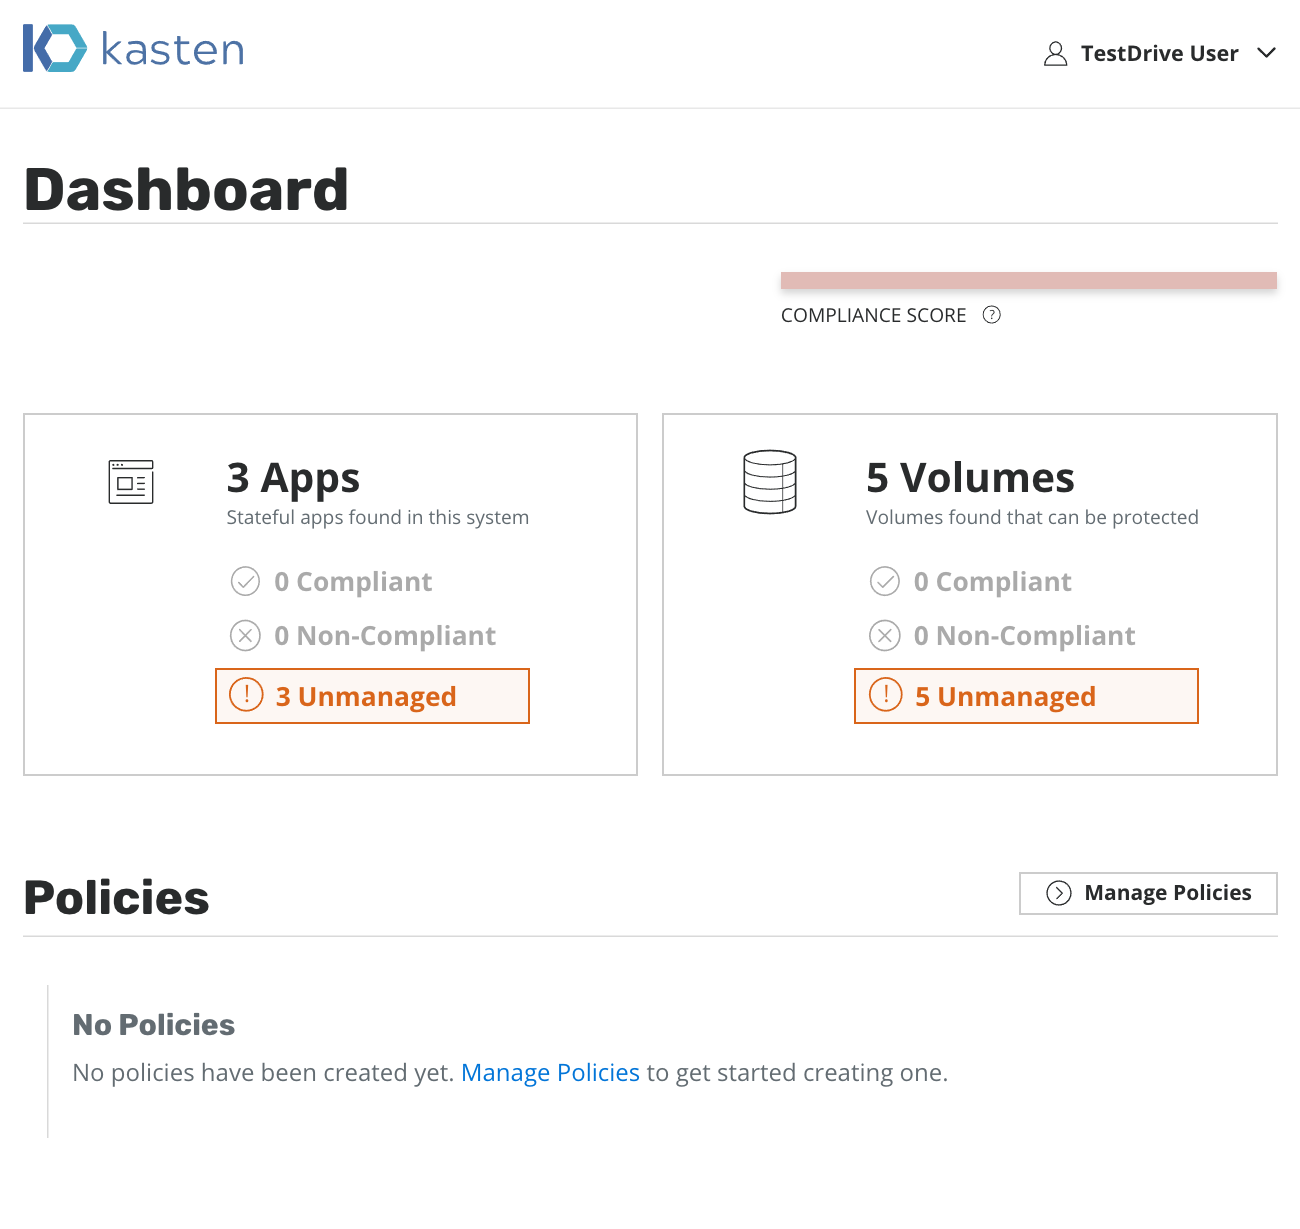 kasten
TestDrive User
Dashboard
COMPLIANCE SCORE ?
3 Apps
Stateful apps found in this system
0 Compliant
0 Non-Compliant
! 3 Unmanaged
5 Volumes
Volumes found that can be protected
0 Compliant
0 Non-Compliant
! 5 Unmanaged
Policies
Manage Policies
No Policies
No policies have been created yet. Manage Policies to get started creating one.